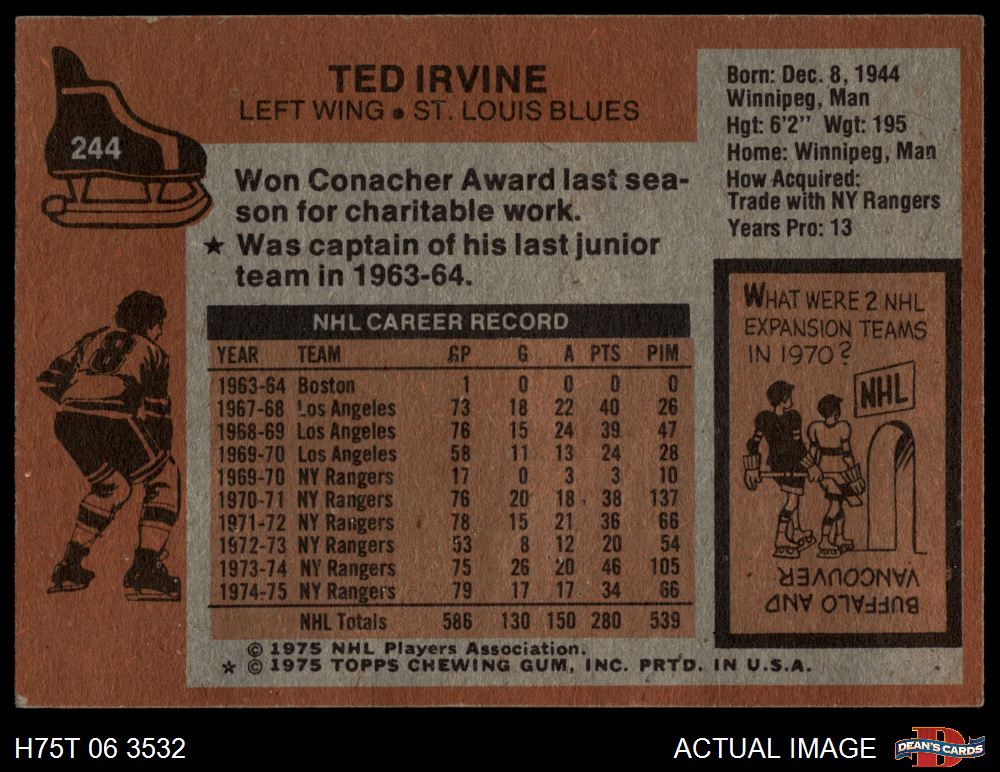 TED IRVINE
LEFT WING • ST. LOUIS BLUES
244
Born: Dec. 8, 1944
Winnipeg, Man
Hgt: 6'2" Wgt: 195
Home: Winnipeg, Man
How Acquired:
Trade with NY Rangers
Years Pro: 13
Won Conacher Award last sea-
son for charitable work.
★ Was captain of his last junior
team in 1963-64.
NHL CAREER RECORD
YEAR TEAM GP G A PTS PIM
1963-64 Boston 1 0 0 0 0
1967-68 Los Angeles 73 18 22 40 26
1968-69 Los Angeles 76 15 24 39 47
1969-70 Los Angeles 58 11 13 24 28
1969-70 NY Rangers 17 0 3 3 10
1970-71 NY Rangers 76 20 18 38 137
1971-72 NY Rangers 78 15 21 36 66
1972-73 NY Rangers 53 8 12 20 54
1973-74 NY Rangers 75 26 20 46 105
1974-75 NY Rangers 79 17 17 34 66
NHL Totals 586 130 150 280 539
© 1975 NHL Players Association.
★ © 1975 TOPPS CHEWING GUM, INC. PRT'D. IN U.S.A.
WHAT WERE 2 NHL
EXPANSION TEAMS
IN 1970?
NHL
8
BUFFALO AND
VANCOUVER
H75T 06 3532
ACTUAL IMAGE
D
DEAN'S CARDS